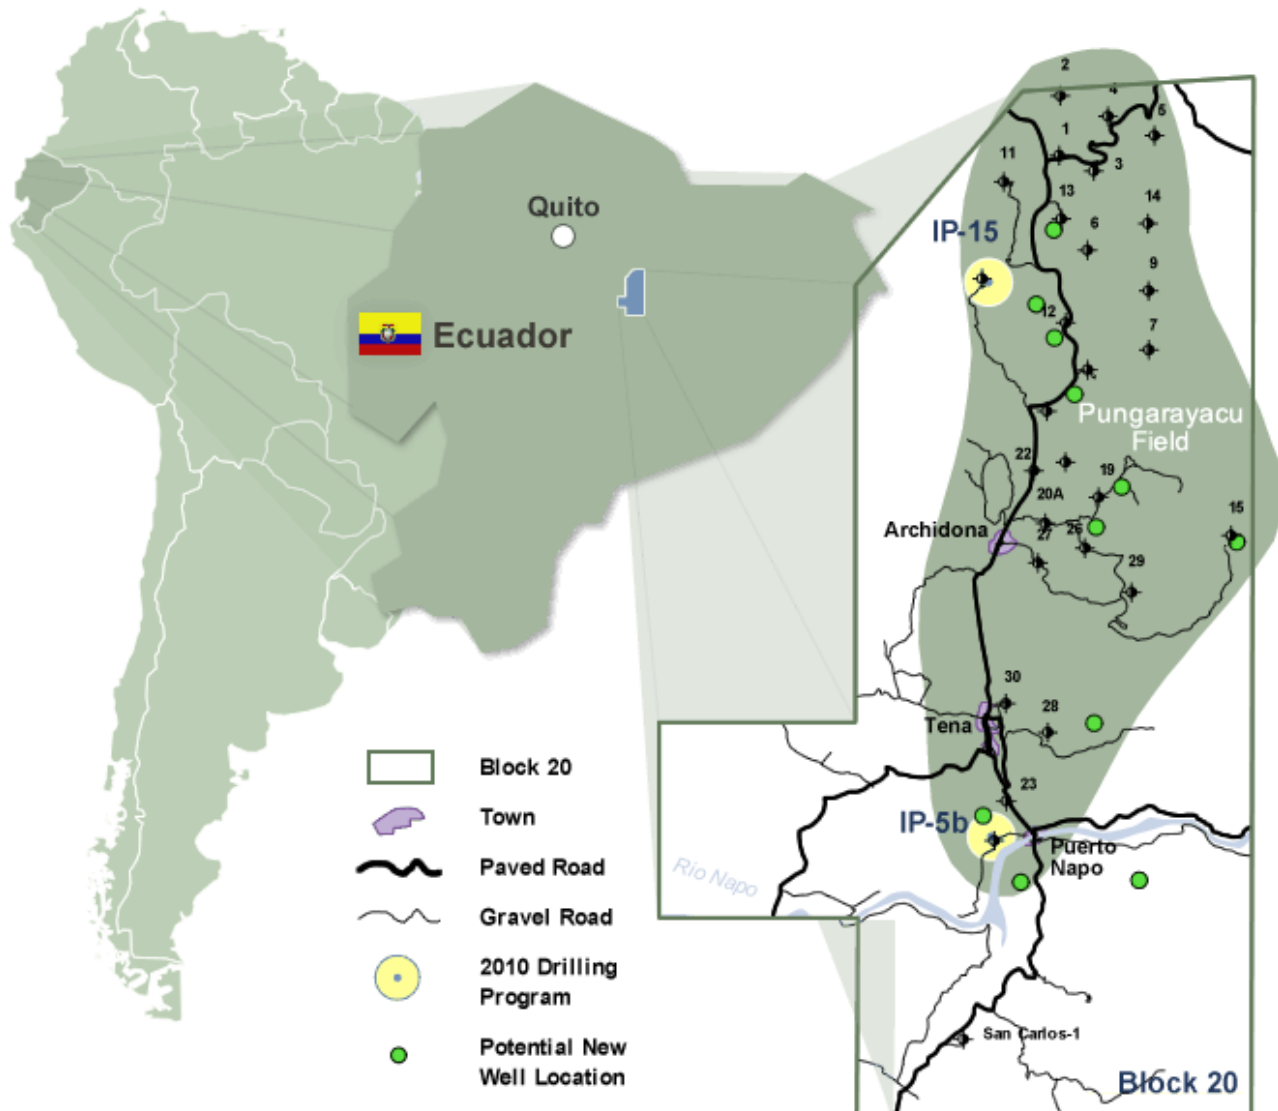 2
4
5
1
3
11
13
14
6
Quito
IP-15
9
12
7
Ecuador
Pungarayacu
Field
22
19
20A
15
Archidona
26
27
29
30
28
Tena
23
IP-5b
Puerto
Napo
Río Napo
San Carlos-1
Block 20
Block 20
Town
Paved Road
Gravel Road
2010 Drilling
Program
Potential New
Well Location